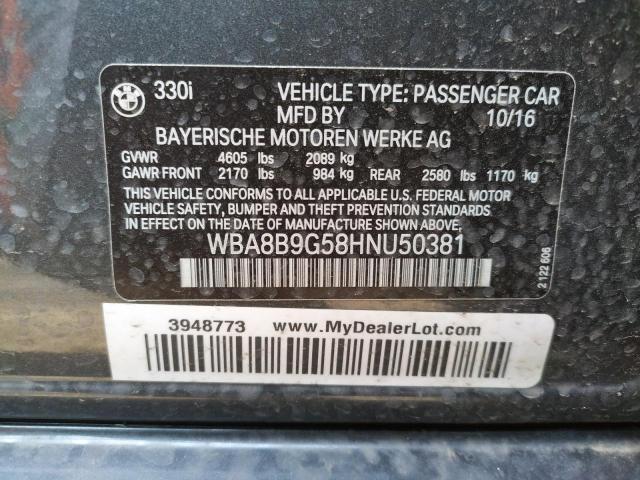 BMW
330i VEHICLE TYPE: PASSENGER CAR
MFD BY 10/16
BAYERISCHE MOTOREN WERKE AG
GVWR 4605 lbs 2089 kg
GAWR FRONT 2170 lbs 984 kg REAR 2580 lbs 1170 kg
THIS VEHICLE CONFORMS TO ALL APPLICABLE U.S. FEDERAL MOTOR
VEHICLE SAFETY, BUMPER AND THEFT PREVENTION STANDARDS
IN EFFECT ON THE DATE OF MANUFACTURE SHOWN ABOVE.
WBA8B9G58HNU50381
2 122 606
3948773 www.MyDealerLot.com